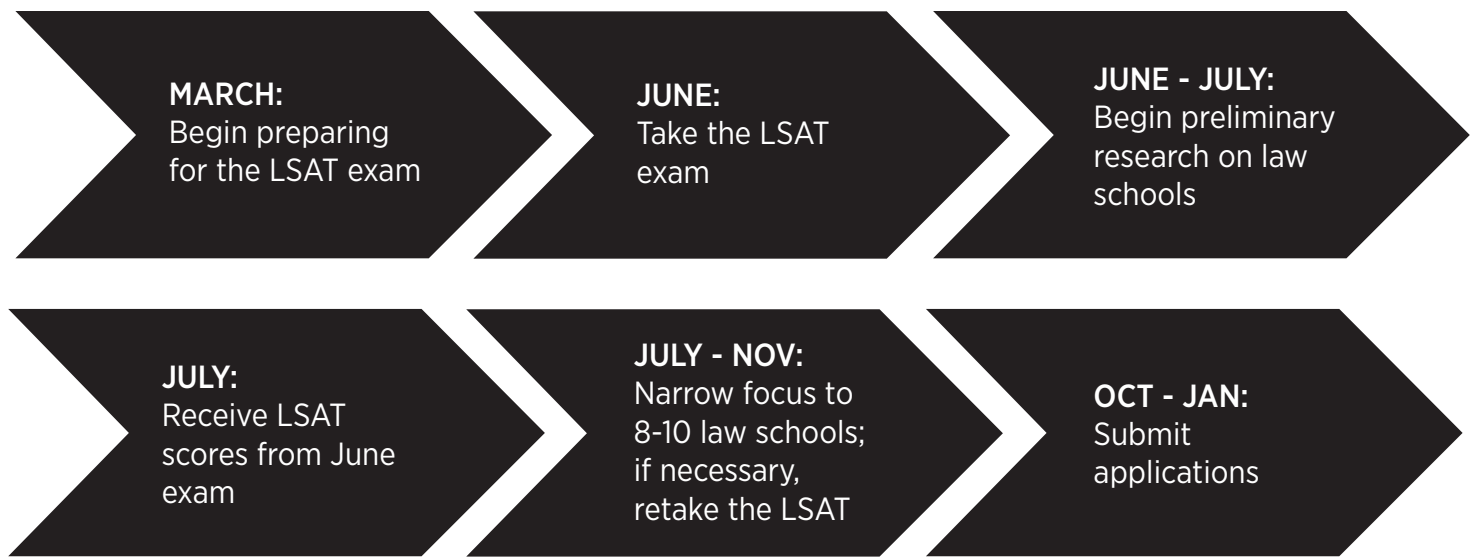 MARCH:
Begin preparing
for the LSAT exam
JUNE:
Take the LSAT
exam
JUNE - JULY:
Begin preliminary
research on law
schools
JULY:
Receive LSAT
scores from June
exam
JULY - NOV:
Narrow focus to
8-10 law schools;
if necessary,
retake the LSAT
OCT - JAN:
Submit
applications